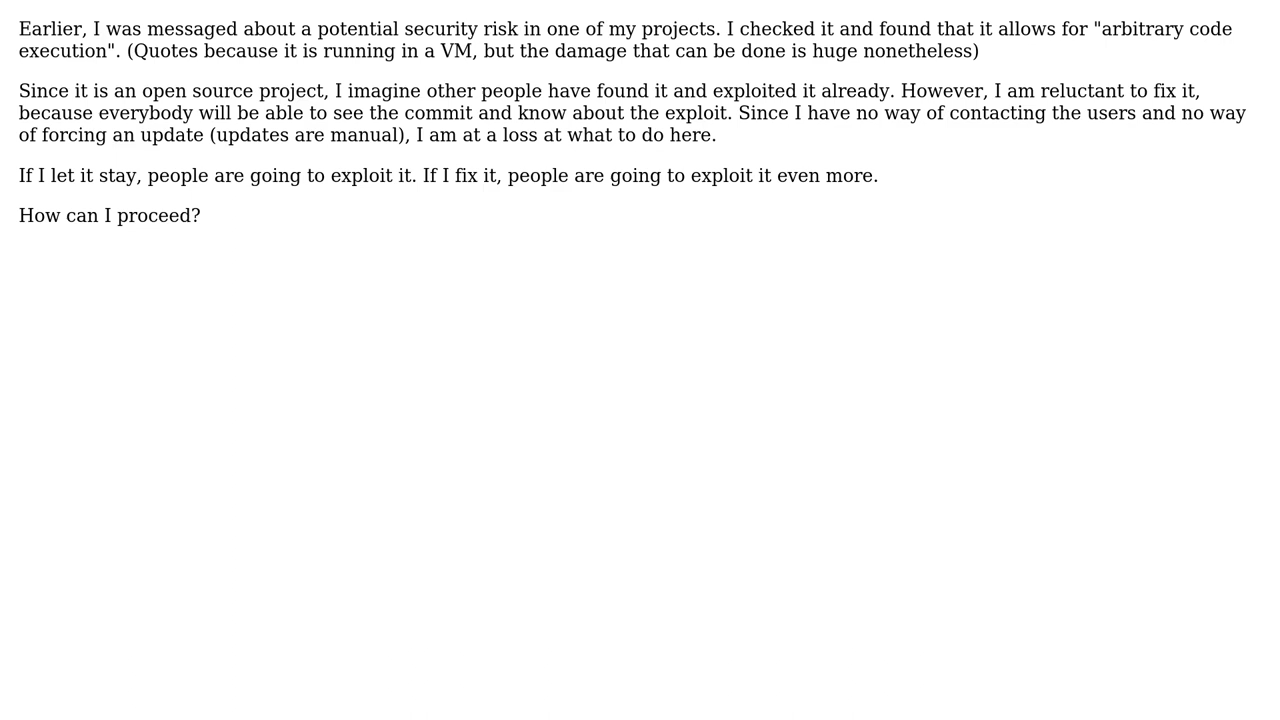 Earlier, I was messaged about a potential security risk in one of my projects. I checked it and found that it allows for "arbitrary code
execution". (Quotes because it is running in a VM, but the damage that can be done is huge nonetheless)
Since it is an open source project, I imagine other people have found it and exploited it already. However, I am reluctant to fix it,
because everybody will be able to see the commit and know about the exploit. Since I have no way of contacting the users and no way
of forcing an update (updates are manual), I am at a loss at what to do here.
If I let it stay, people are going to exploit it. If I fix it, people are going to exploit it even more.
How can I proceed?